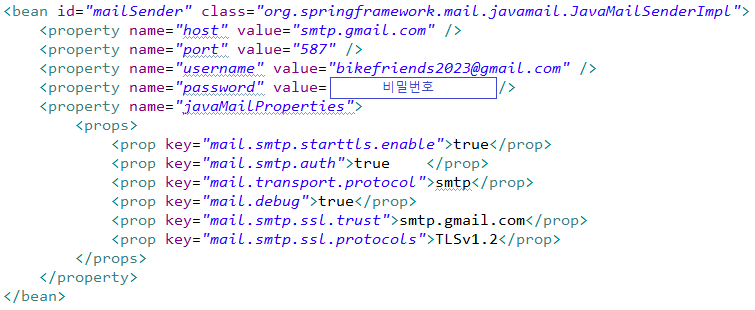 <bean id="mailSender" class="org.springframework.mail.javamail.JavaMailSenderImpl">
<property name="host" value="smtp.gmail.com" />
<property name="port" value="587" />
<property name="username" value="bikefriends2023@gmail.com" />
<property name="password" value= 비밀번호 />
<property name="javaMailProperties">
<props>
<prop key="mail.smtp.starttls.enable">true</prop>
<prop key="mail.smtp.auth">true    </prop>
<prop key="mail.transport.protocol">smtp</prop>
<prop key="mail.debug">true</prop>
<prop key="mail.smtp.ssl.trust">smtp.gmail.com</prop>
<prop key="mail.smtp.ssl.protocols">TLSv1.2</prop>
</props>
</property>
</bean>